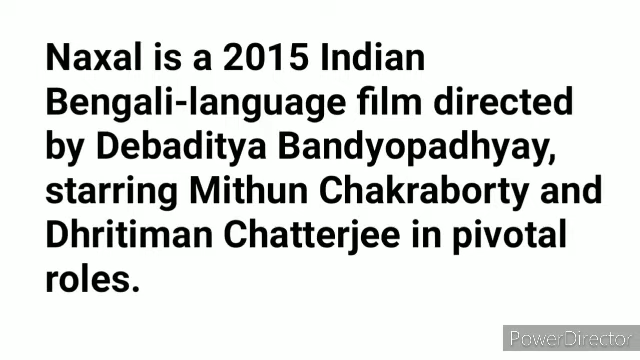 Naxal is a 2015 Indian
Bengali-language film directed
by Debaditya Bandyopadhyay,
starring Mithun Chakraborty and
Dhritiman Chatterjee in pivotal
roles.
PowerDirector